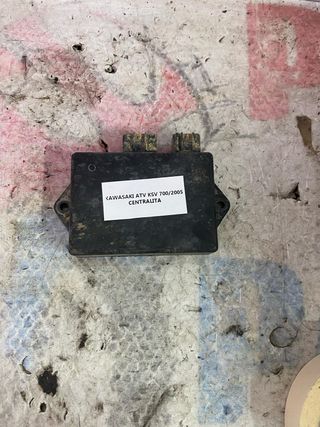 KAWASAKI ATV KSV 700/2005
CENTRALITA